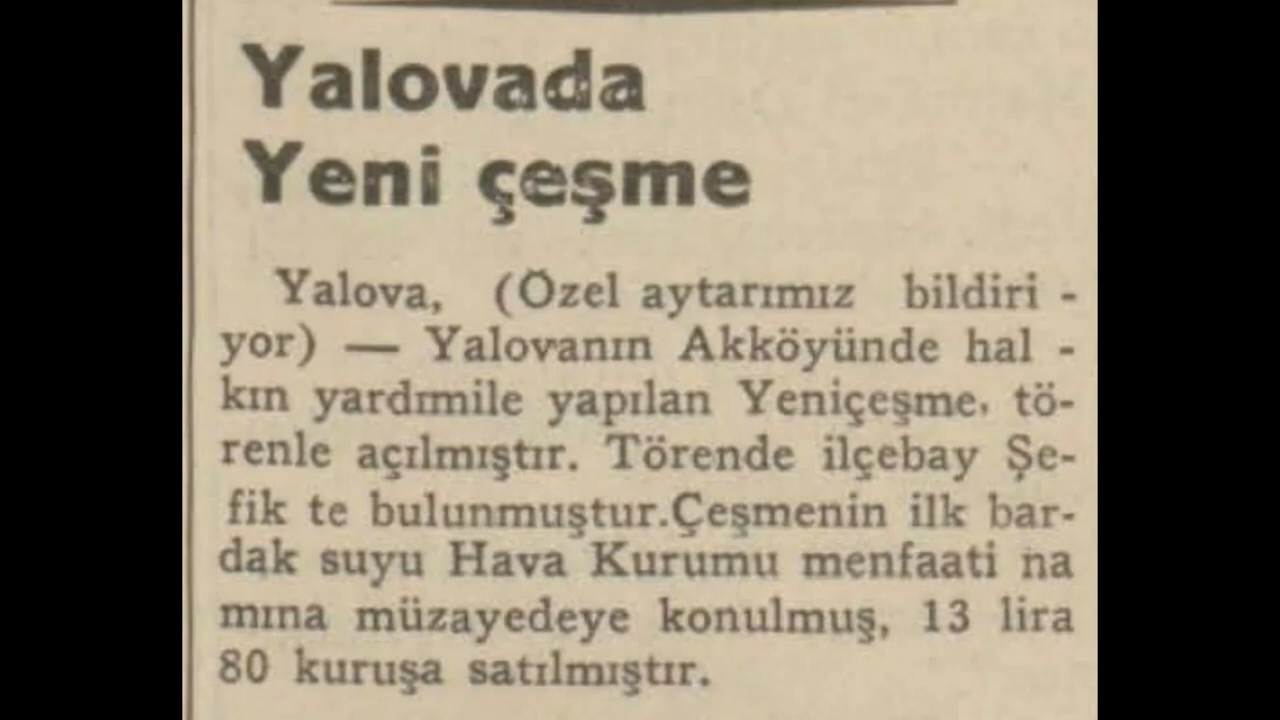 Yalovada
Yeni çeşme
Yalova, (Özel aytarımız bildiri -
yor) — Yalovanın Akköyünde hal -
kın yardımile yapılan Yeniçeşme. tö-
renle açılmıştır. Törende ilçebay Şe-
fik te bulunmuştur.Çeşmenin ilk bar-
dak suyu Hava Kurumu menfaati na
mına müzayedeye konulmuş, 13 lira
80 kuruşa satılmıştır.